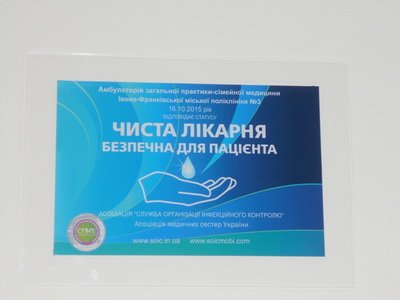 Амбулаторія загальної практики-сімейної медицини
Івано-Франківської міської поліклініки №3
16.10.2015 рік
ВІДПОВІДАЄ СТАТУСУ
ЧИСТА ЛІКАРНЯ
БЕЗПЕЧНА ДЛЯ ПАЦІЄНТА
АСОЦІАЦІЯ "СЛУЖБА ОРГАНІЗАЦІЇ ІНФЕКЦІЙНОГО КОНТРОЛЮ"
Асоціація медичних сестер України
www.soic.in.ua www.soicmobi.com